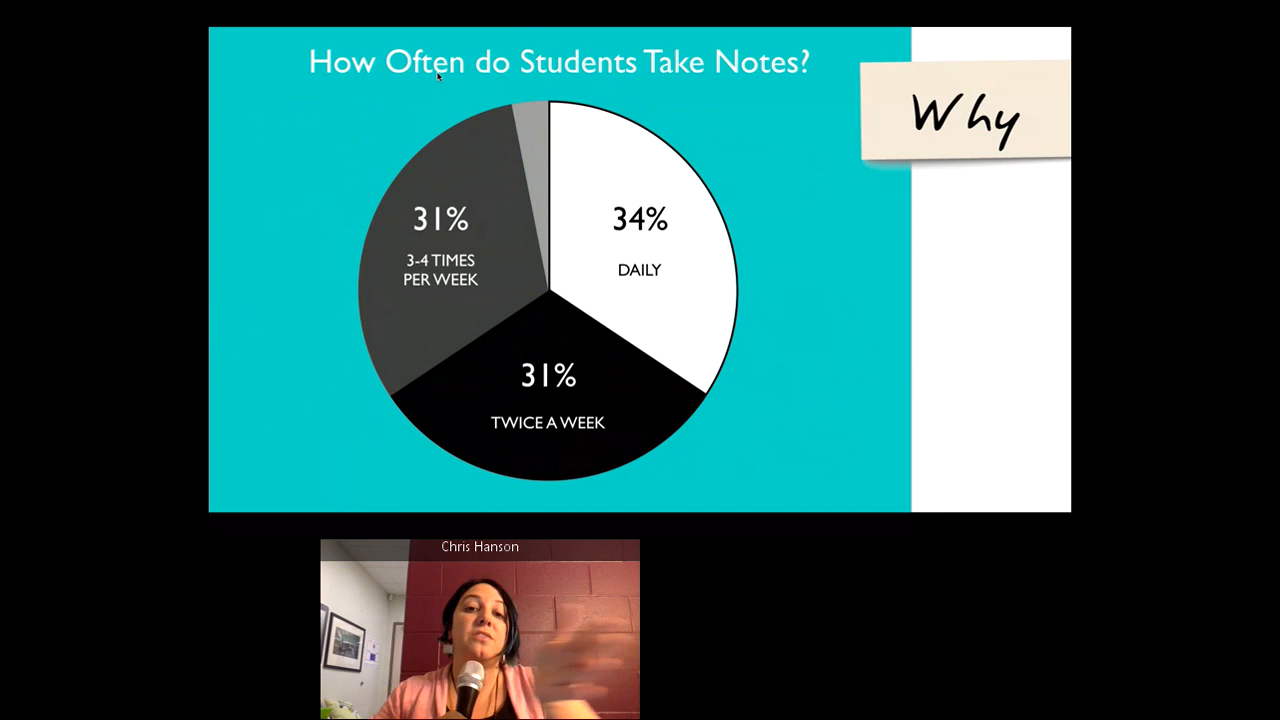 How Often do Students Take Notes?
Why
31%
3-4 TIMES
PER WEEK
34%
DAILY
31%
TWICE A WEEK
Chris Hanson